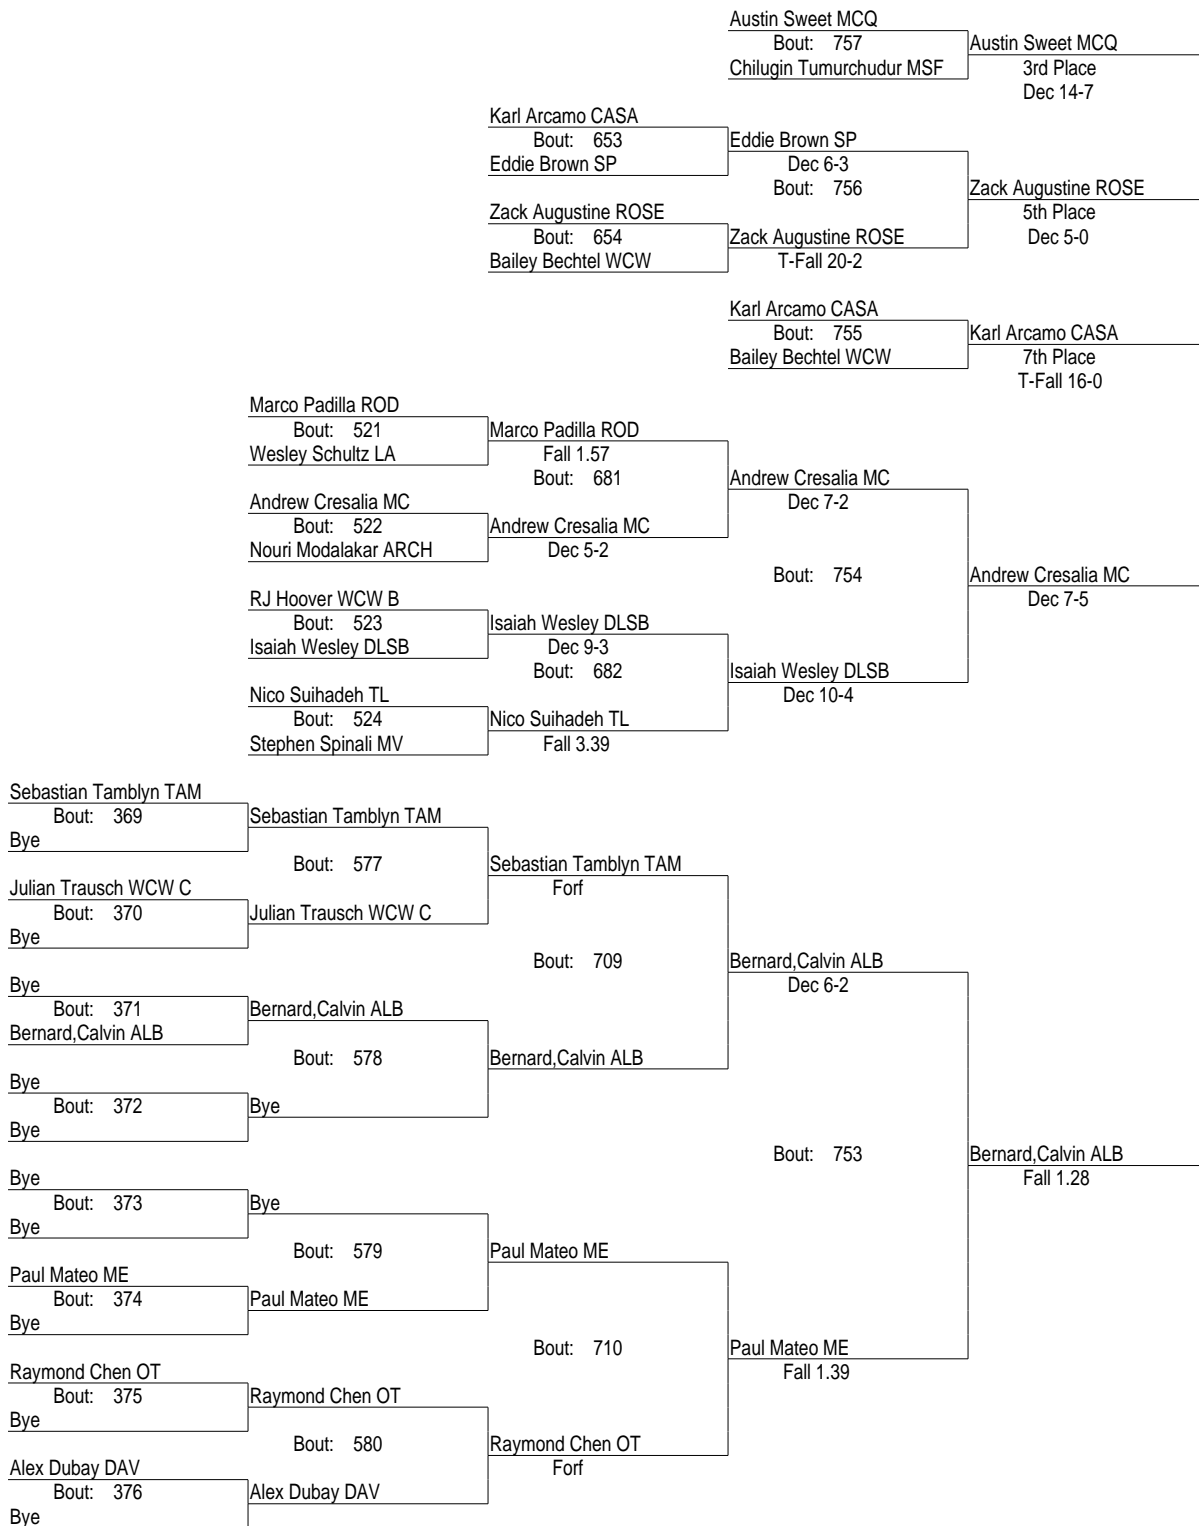 Austin Sweet MCQ
Bout: 757
Austin Sweet MCQ
Chilugin Tumurchudur MSF
3rd Place
Dec 14-7
Karl Arcamo CASA
Bout: 653
Eddie Brown SP
Eddie Brown SP
Dec 6-3
Bout: 756
Zack Augustine ROSE
5th Place
Dec 5-0
Zack Augustine ROSE
Bout: 654
Zack Augustine ROSE
Bailey Bechtel WCW
T-Fall 20-2
Karl Arcamo CASA
Bout: 755
Karl Arcamo CASA
Bailey Bechtel WCW
7th Place
T-Fall 16-0
Marco Padilla ROD
Bout: 521
Marco Padilla ROD
Wesley Schultz LA
Fall 1.57
Bout: 681
Andrew Cresalia MC
Dec 7-2
Andrew Cresalia MC
Bout: 522
Andrew Cresalia MC
Nouri Modalakar ARCH
Dec 5-2
Bout: 754
Andrew Cresalia MC
Dec 7-5
RJ Hoover WCW B
Bout: 523
Isaiah Wesley DLSB
Isaiah Wesley DLSB
Dec 9-3
Bout: 682
Isaiah Wesley DLSB
Dec 10-4
Nico Suihadeh TL
Bout: 524
Nico Suihadeh TL
Stephen Spinali MV
Fall 3.39
Sebastian Tamblyn TAM
Bout: 369
Sebastian Tamblyn TAM
Bye
Bout: 577
Sebastian Tamblyn TAM
Forf
Julian Trausch WCW C
Bout: 370
Julian Trausch WCW C
Bye
Bout: 709
Bernard,Calvin ALB
Dec 6-2
Bye
Bout: 371
Bernard,Calvin ALB
Bernard,Calvin ALB
Bout: 578
Bernard,Calvin ALB
Bye
Bout: 372
Bye
Bye
Bout: 753
Bernard,Calvin ALB
Fall 1.28
Bye
Bout: 373
Bye
Bye
Bout: 579
Paul Mateo ME
Paul Mateo ME
Bout: 374
Paul Mateo ME
Bye
Bout: 710
Paul Mateo ME
Fall 1.39
Raymond Chen OT
Bout: 375
Raymond Chen OT
Bye
Bout: 580
Raymond Chen OT
Forf
Alex Dubay DAV
Bout: 376
Alex Dubay DAV
Bye